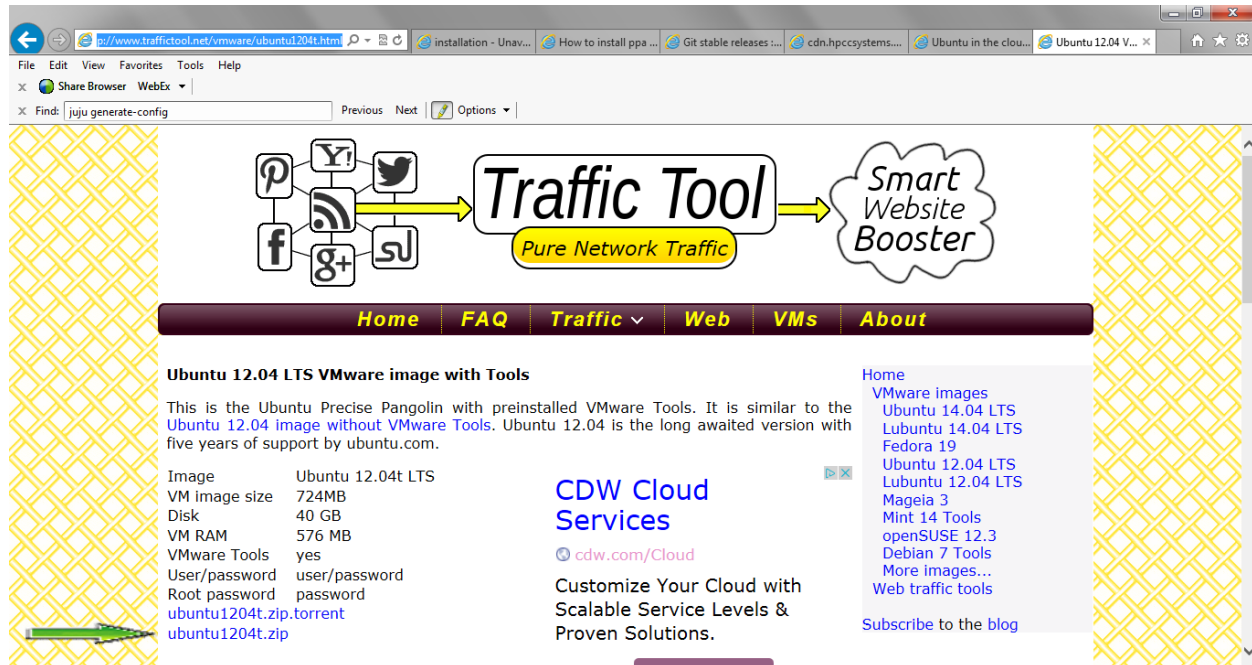 p://www.traffictool.net/vmware/ubuntu1204t.html
installation - Unav...
How to install ppa ...
Git stable releases :...
cdn.hpccsystems....
Ubuntu in the clou...
Ubuntu 12.04 V...
File Edit View Favorites Tools Help
x Share Browser WebEx
x Find: juju generate-config Previous Next Options
Y!
Traffic Tool
Pure Network Traffic
Smart
Website
Booster
f
g+
Home FAQ Traffic Web VMs About
Ubuntu 12.04 LTS VMware image with Tools
This is the Ubuntu Precise Pangolin with preinstalled VMware Tools. It is similar to the
Ubuntu 12.04 image without VMware Tools. Ubuntu 12.04 is the long awaited version with
five years of support by ubuntu.com.
Image Ubuntu 12.04t LTS
VM image size 724MB
Disk 40 GB
VM RAM 576 MB
VMware Tools yes
User/password user/password
Root password password
ubuntu1204t.zip.torrent
ubuntu1204t.zip
CDW Cloud
Services
cdw.com/Cloud
Customize Your Cloud with
Scalable Service Levels &
Proven Solutions.
Home
VMware images
Ubuntu 14.04 LTS
Lubuntu 14.04 LTS
Fedora 19
Ubuntu 12.04 LTS
Lubuntu 12.04 LTS
Mageia 3
Mint 14 Tools
openSUSE 12.3
Debian 7 Tools
More images...
Web traffic tools
Subscribe to the blog